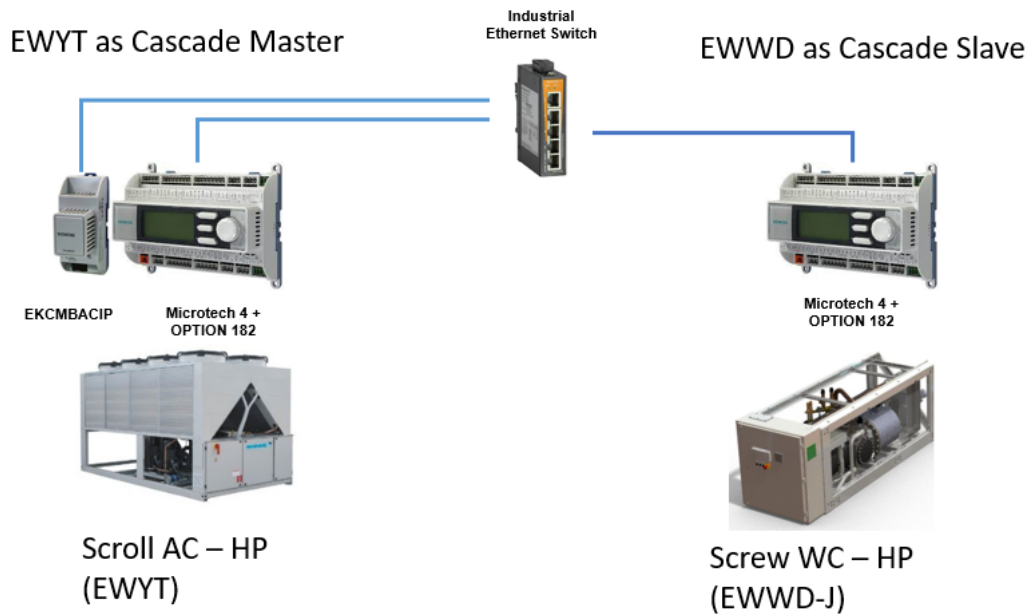 Industrial
Ethernet Switch
EWYT as Cascade Master
EWWD as Cascade Slave
EKCMBACIP
Microtech 4 +
OPTION 182
Microtech 4 +
OPTION 182
Scroll AC – HP
(EWYT)
Screw WC – HP
(EWWD-J)